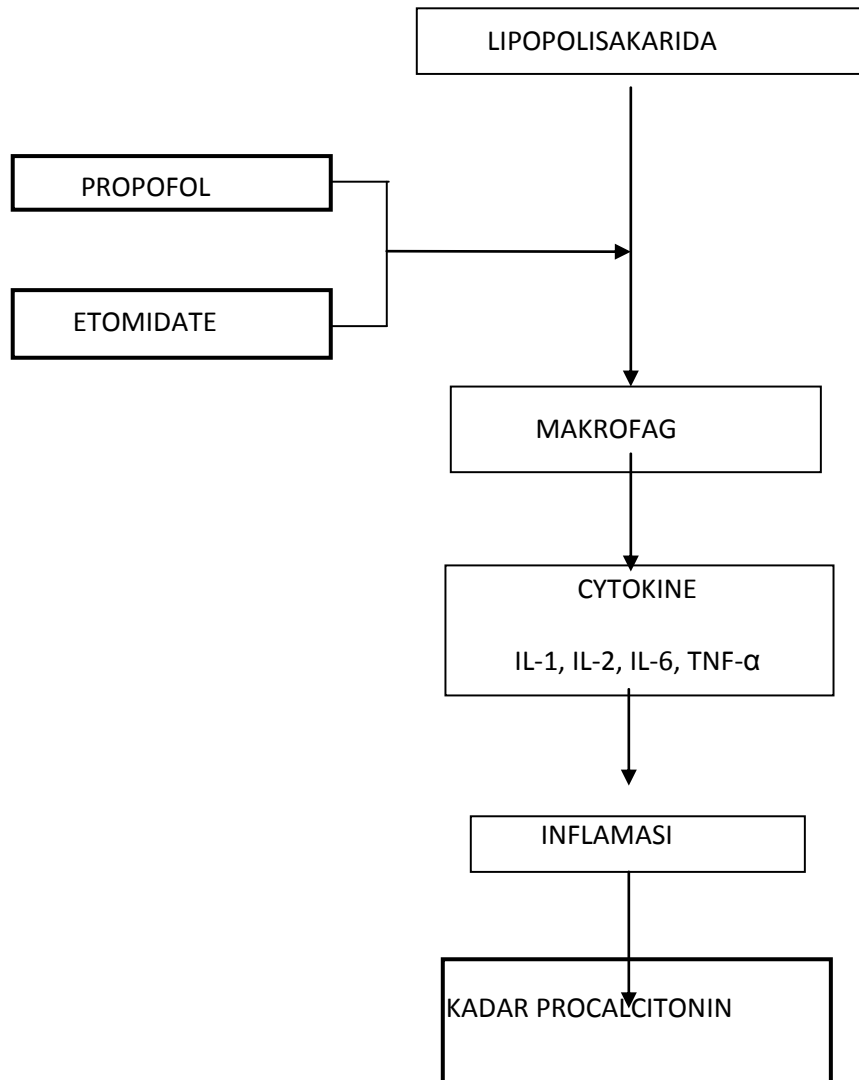 LIPOPOLISAKARIDA
PROPOFOL
ETOMIDATE
MAKROFAG
CYTOKINE
IL-1, IL-2, IL-6, TNF-α
INFLAMASI
KADAR PROCALCITONIN